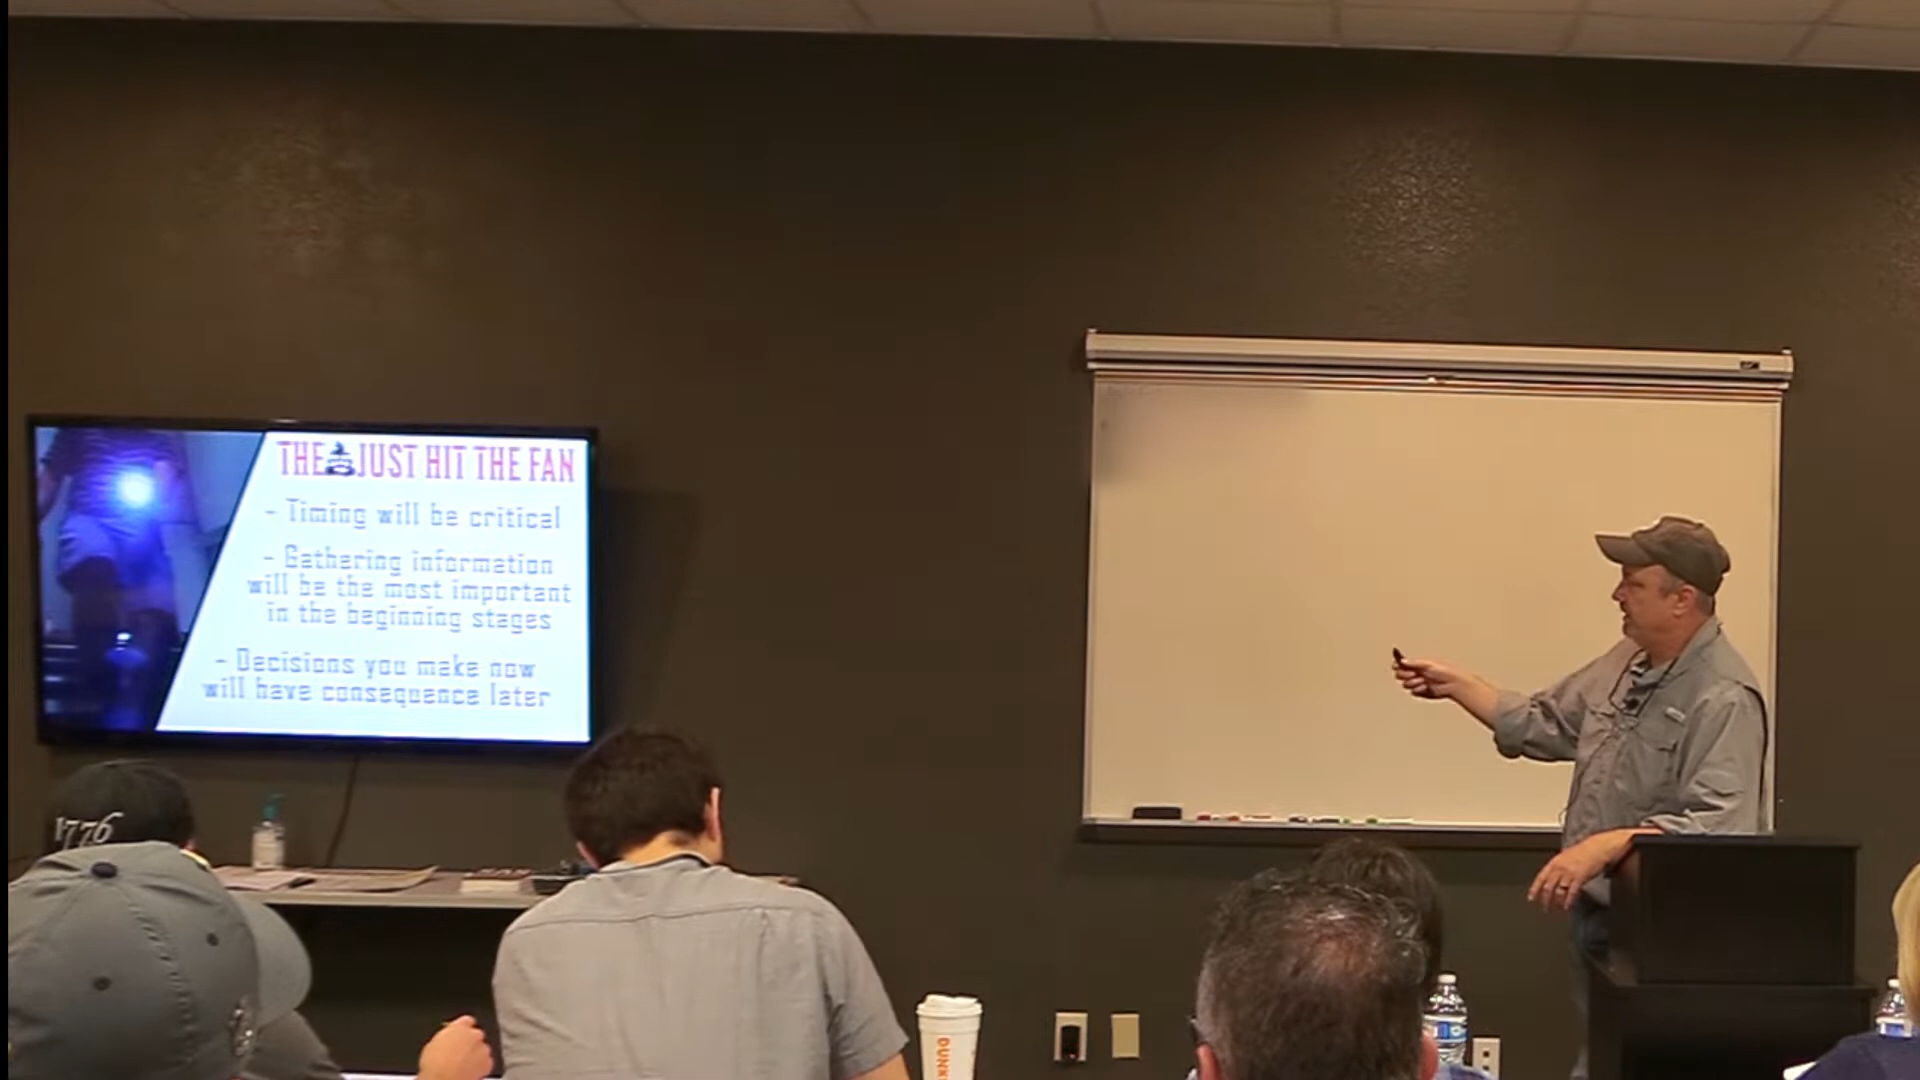 THE JUST HIT THE FAN
- Timing will be critical
- Gathering information
will be the most important
in the beginning stages
- Decisions you make now
will have consequence later
1776
DUNK